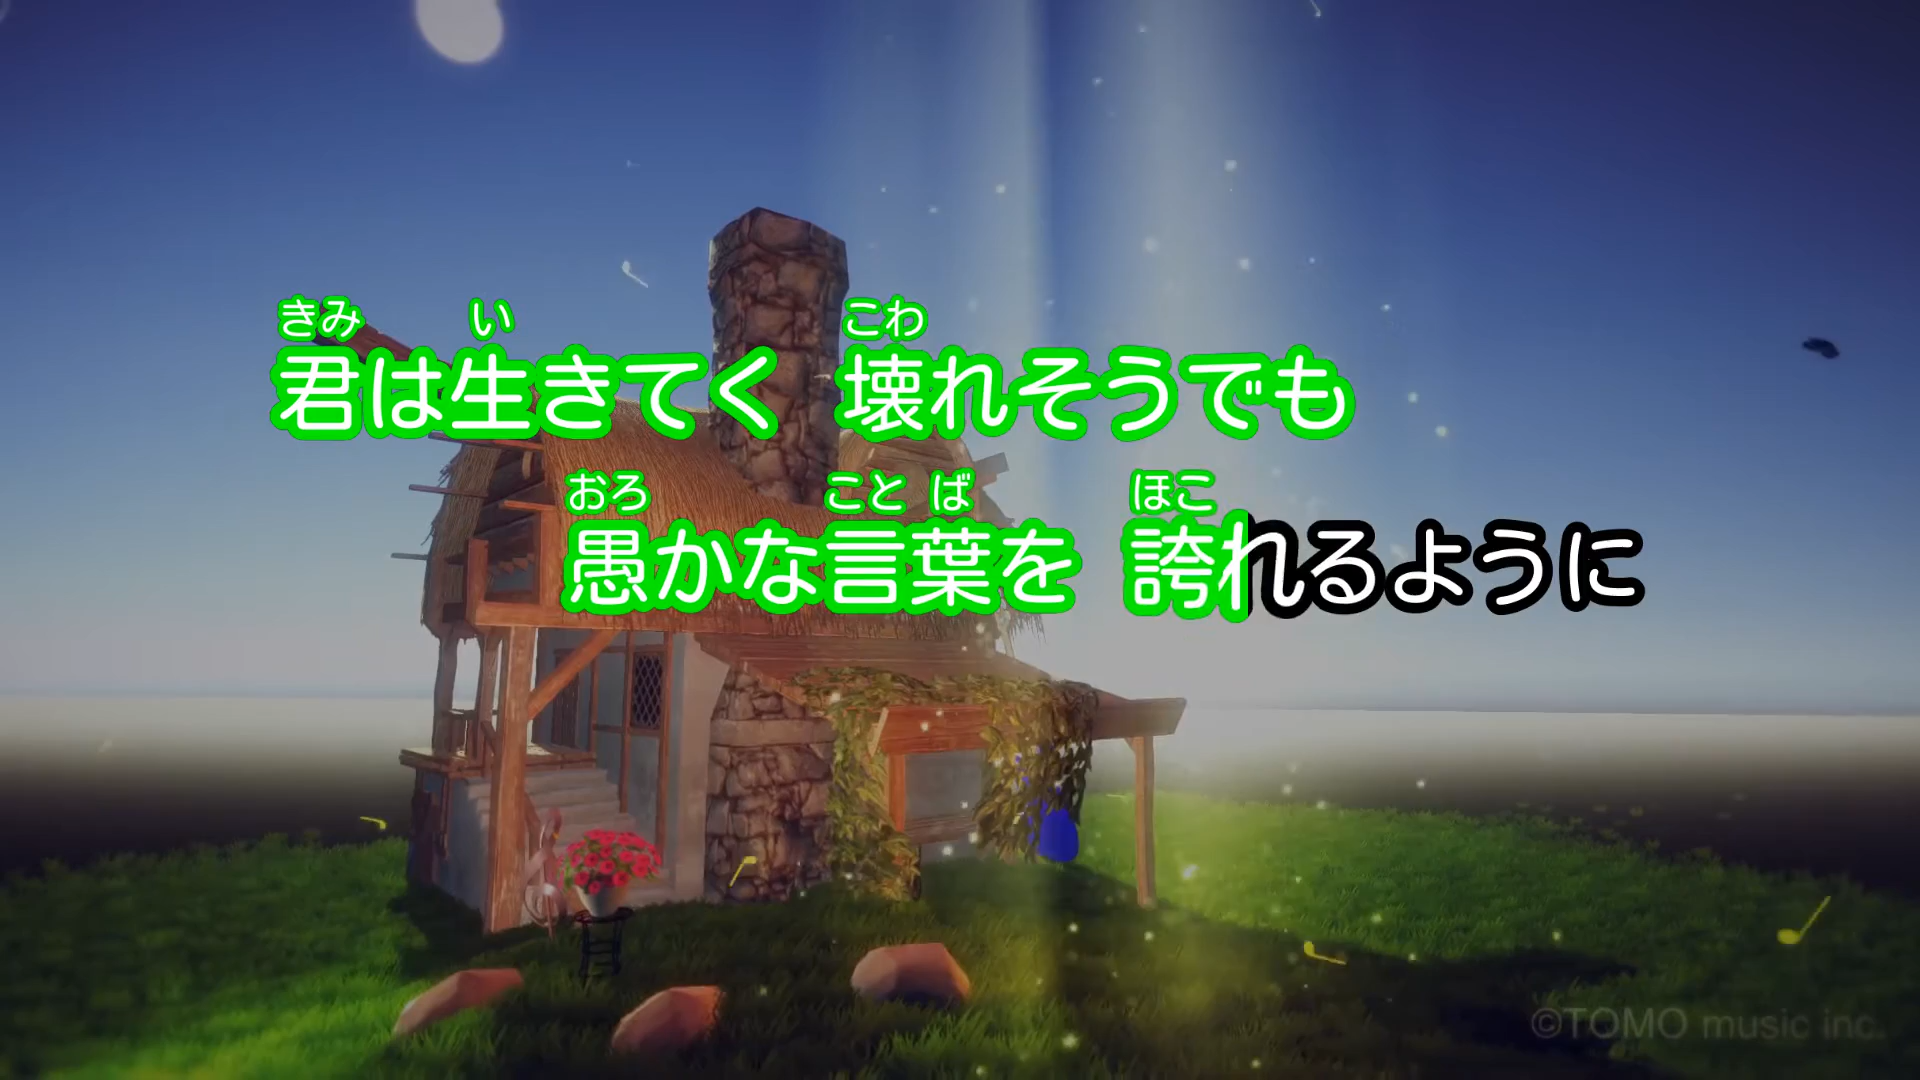 きみ い こわ
君は生きてく 壊れそうでも
おろ ことば ほこ
愚かな言葉を 誇れるように
©TOMO music inc.